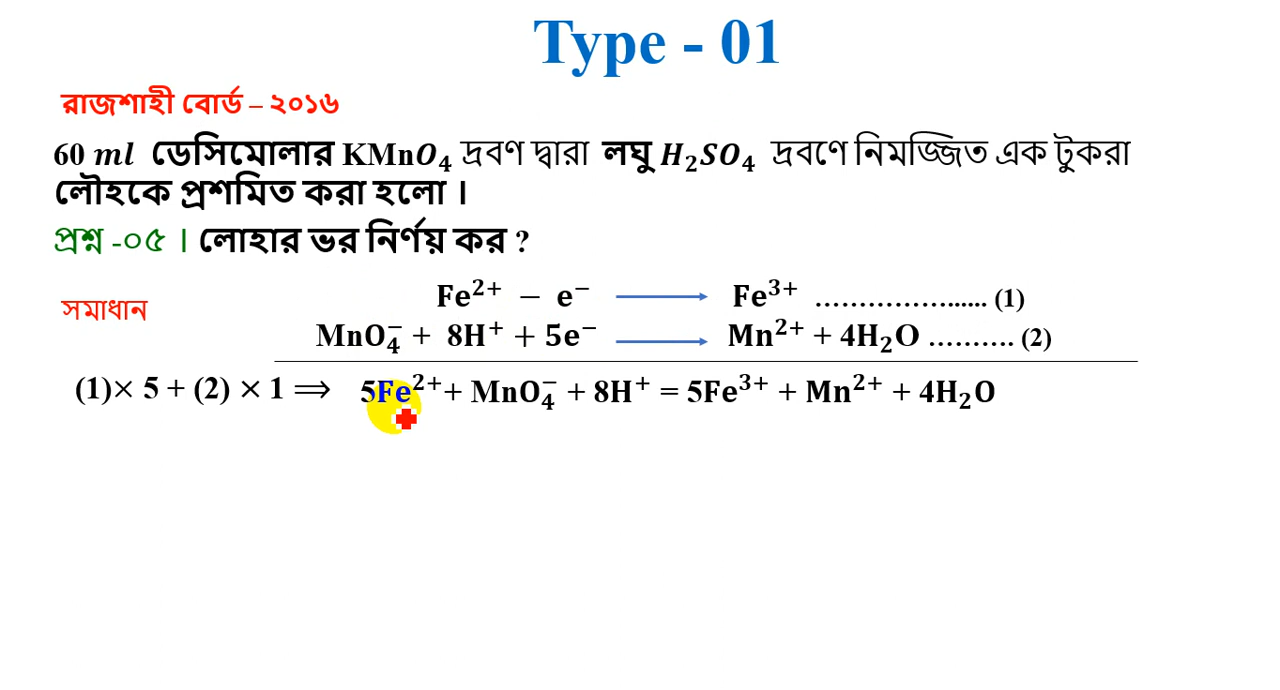 Type - 01
রাজশাহী বোর্ড – ২০১৬
60 ml ডেসিমোলার KMnO₄ দ্রবণ দ্বারা লঘু H₂SO₄ দ্রবণে নিমজ্জিত এক টুকরা
লৌহকে প্রশমিত করা হলো ।
প্রশ্ন -০৫ । লোহার ভর নির্ণয় কর ?
সমাধান
Fe²⁺ − e⁻ ⟶ Fe³⁺ ……………...... (1)
MnO₄⁻ + 8H⁺ + 5e⁻ ⟶ Mn²⁺ + 4H₂O ………. (2)
(1)× 5 + (2) × 1 ⟹ 5Fe²⁺ + MnO₄⁻ + 8H⁺ = 5Fe³⁺ + Mn²⁺ + 4H₂O